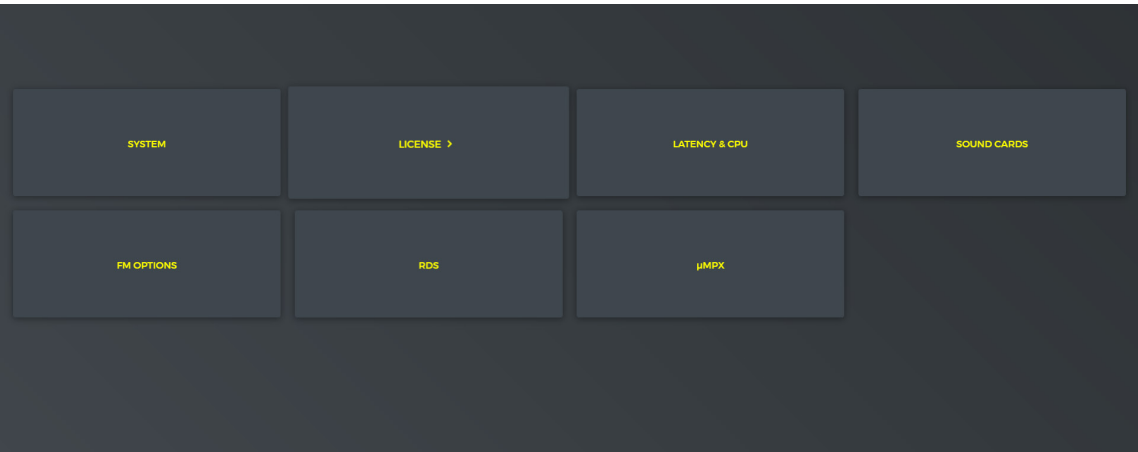 SYSTEM
LICENSE >
LATENCY & CPU
SOUND CARDS
FM OPTIONS
RDS
µMPX